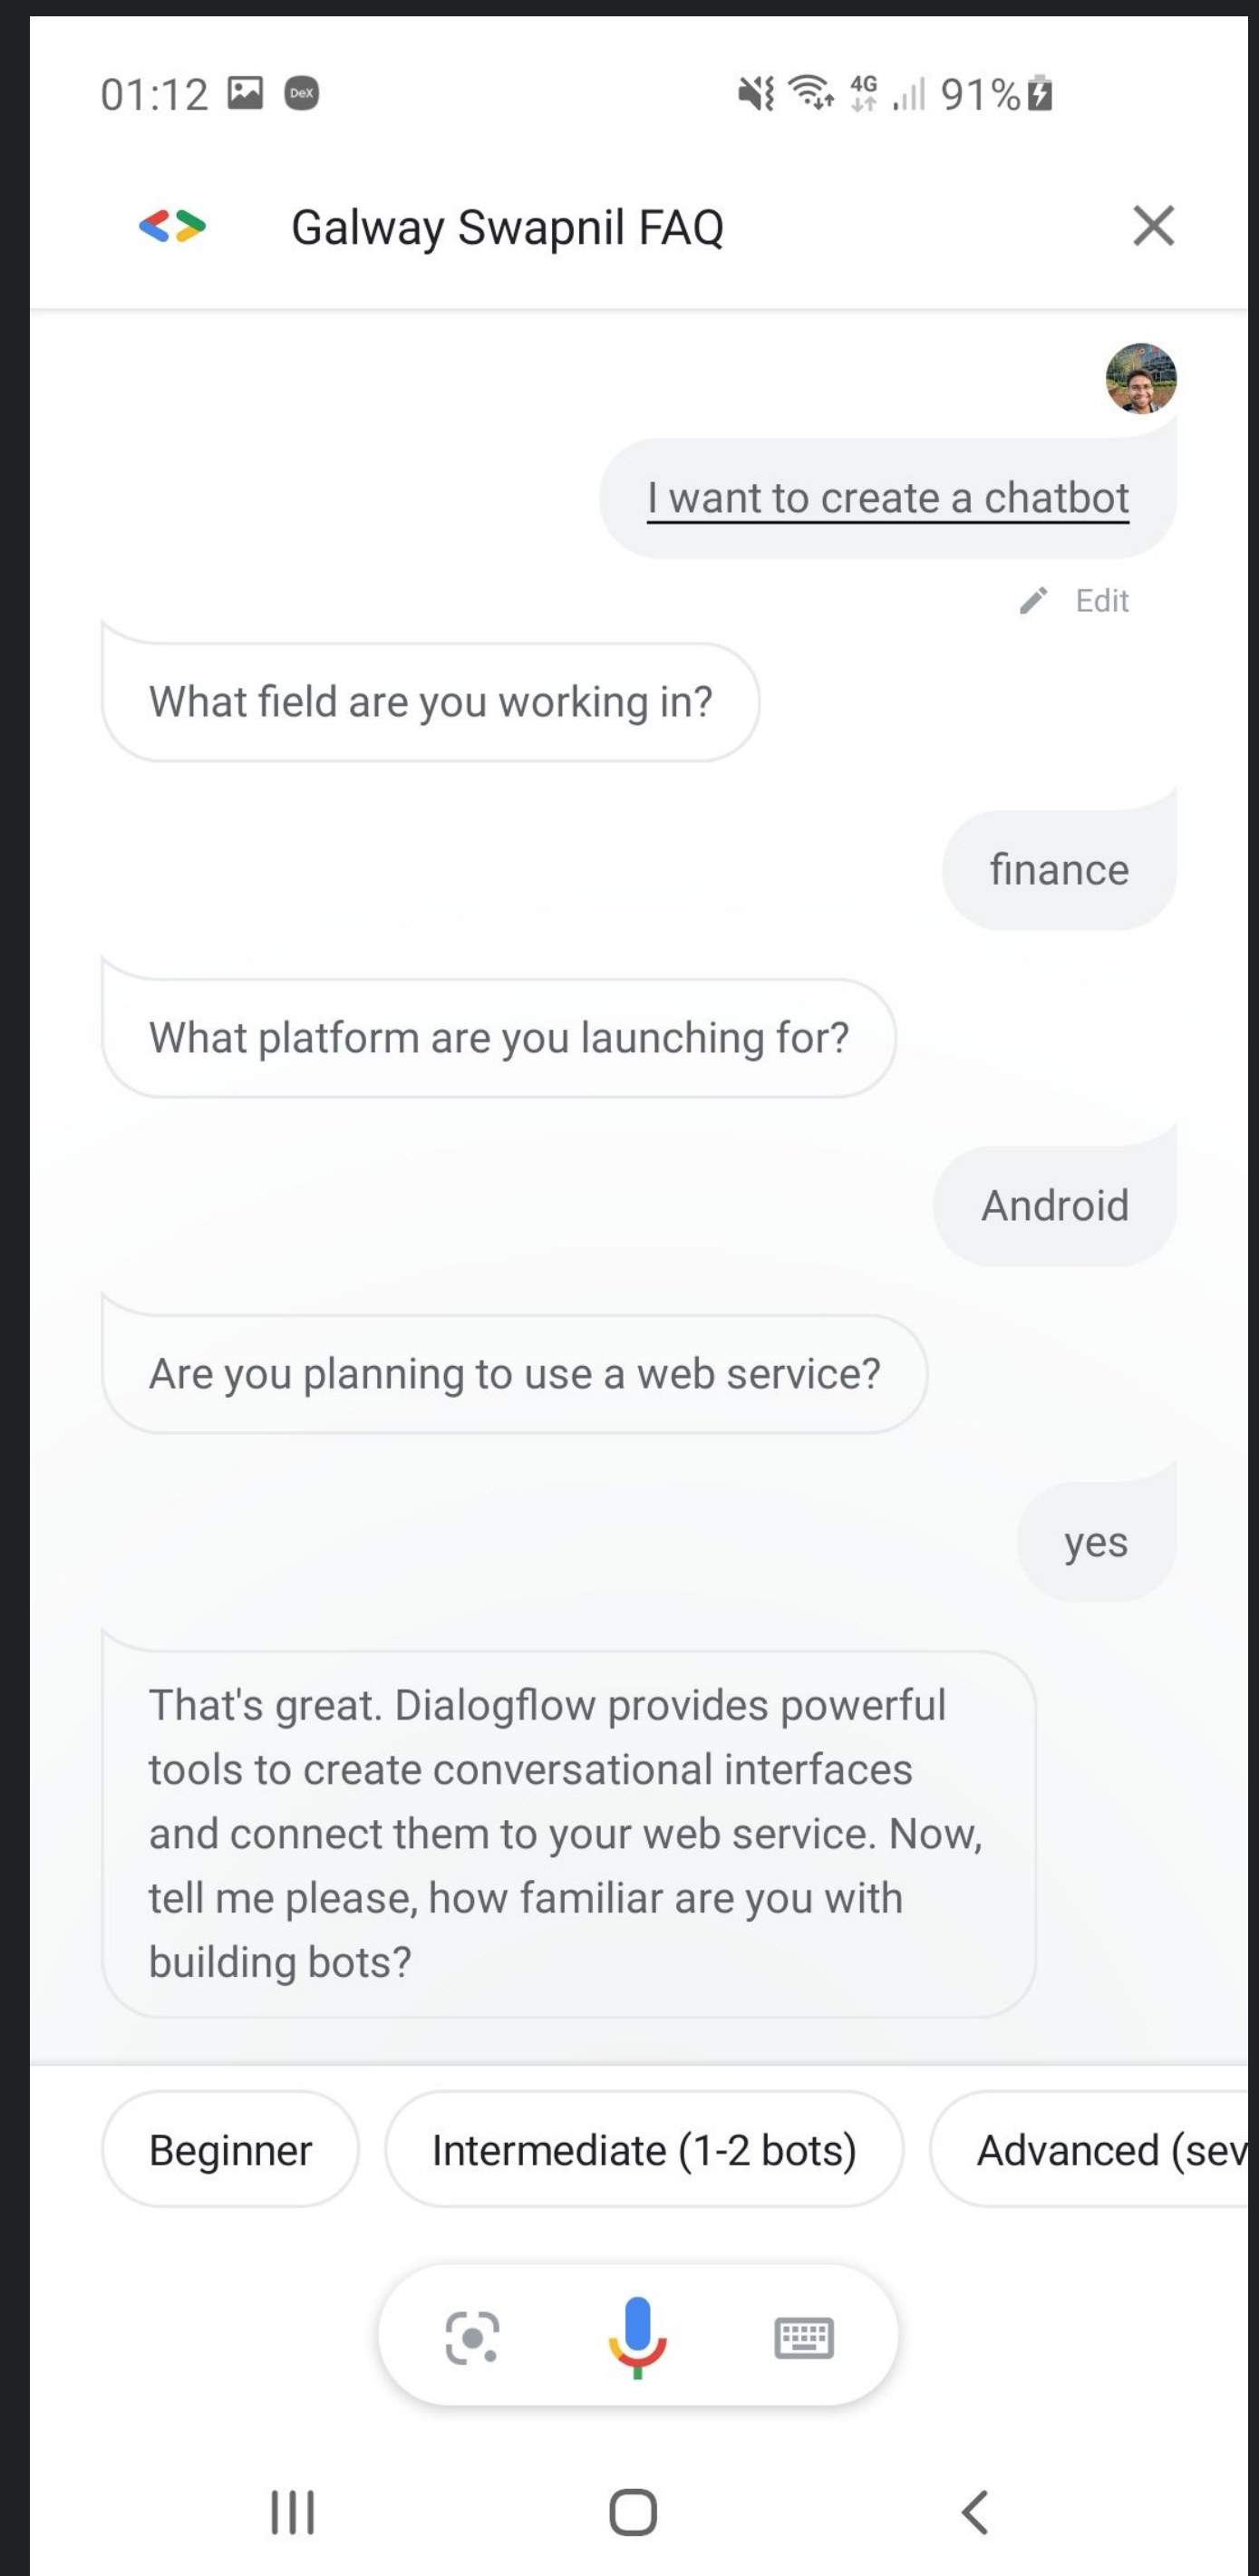 01:12 DeX 4G 91%
Galway Swapnil FAQ
I want to create a chatbot
Edit
What field are you working in?
finance
What platform are you launching for?
Android
Are you planning to use a web service?
yes
That's great. Dialogflow provides powerful
tools to create conversational interfaces
and connect them to your web service. Now,
tell me please, how familiar are you with
building bots?
Beginner Intermediate (1-2 bots) Advanced (sev